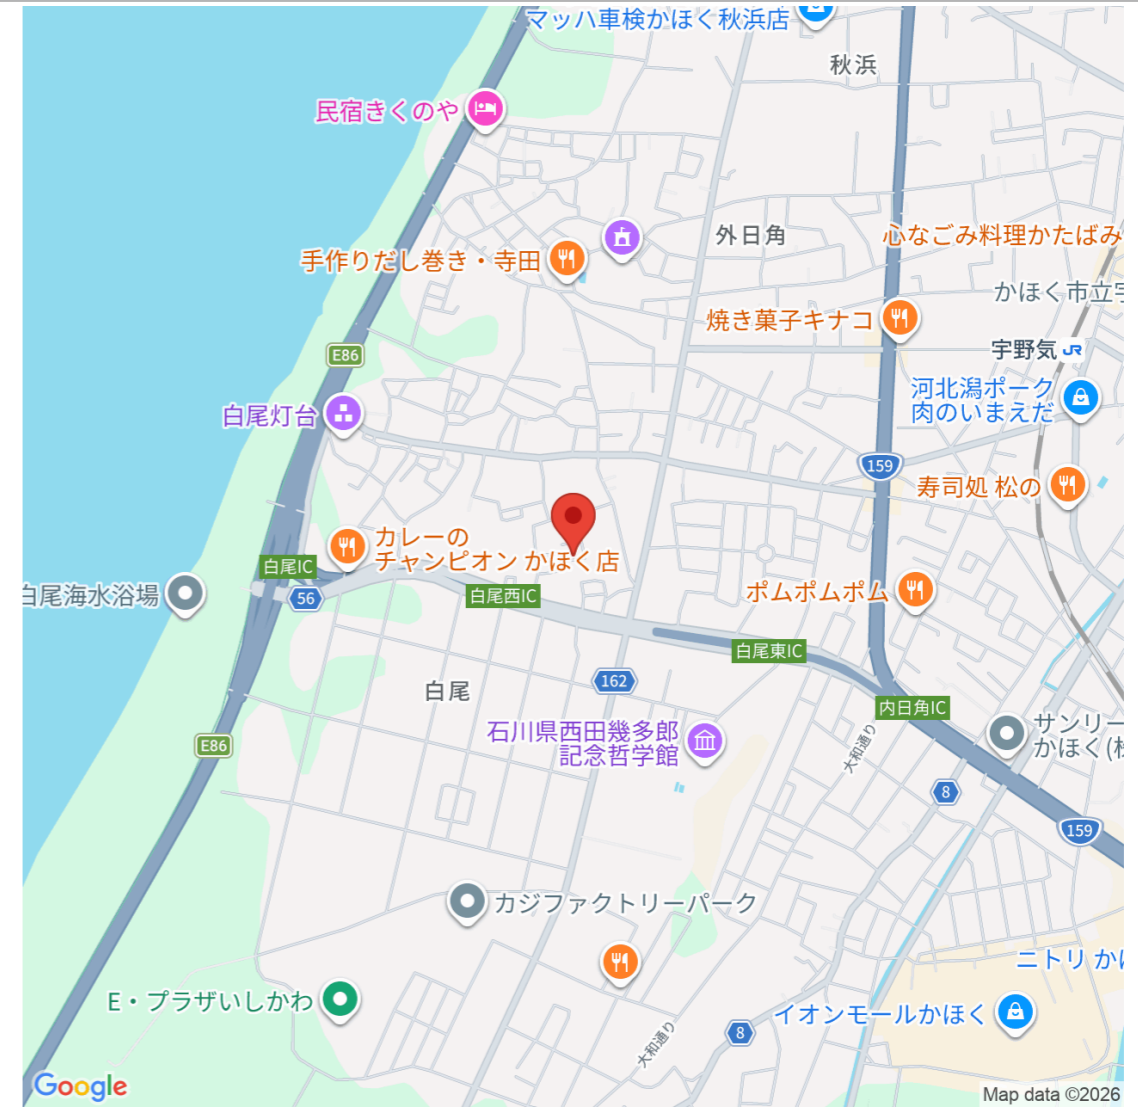 マッハ車検かほく秋浜店
秋浜
民宿きくのや
外日角
心なごみ料理かたばみ
手作りだし巻き・寺田
かほく市立宇
焼き菓子キナコ
宇野気 JR
E86
河北潟ポーク
肉のいまえだ
白尾灯台
159
寿司処 松の
カレーの
チャンピオン かほく店
白尾IC
白尾海水浴場
56
白尾西IC
ポムポムポム
白尾東IC
162
白尾
内日角IC
石川県西田幾多郎
記念哲学館
サンリー
かほく(株
大和通り
E86
8
159
カジファクトリーパーク
ニトリ かほ
E・プラザいしかわ
イオンモールかほく
8
大和通り
Google
Map data ©2026